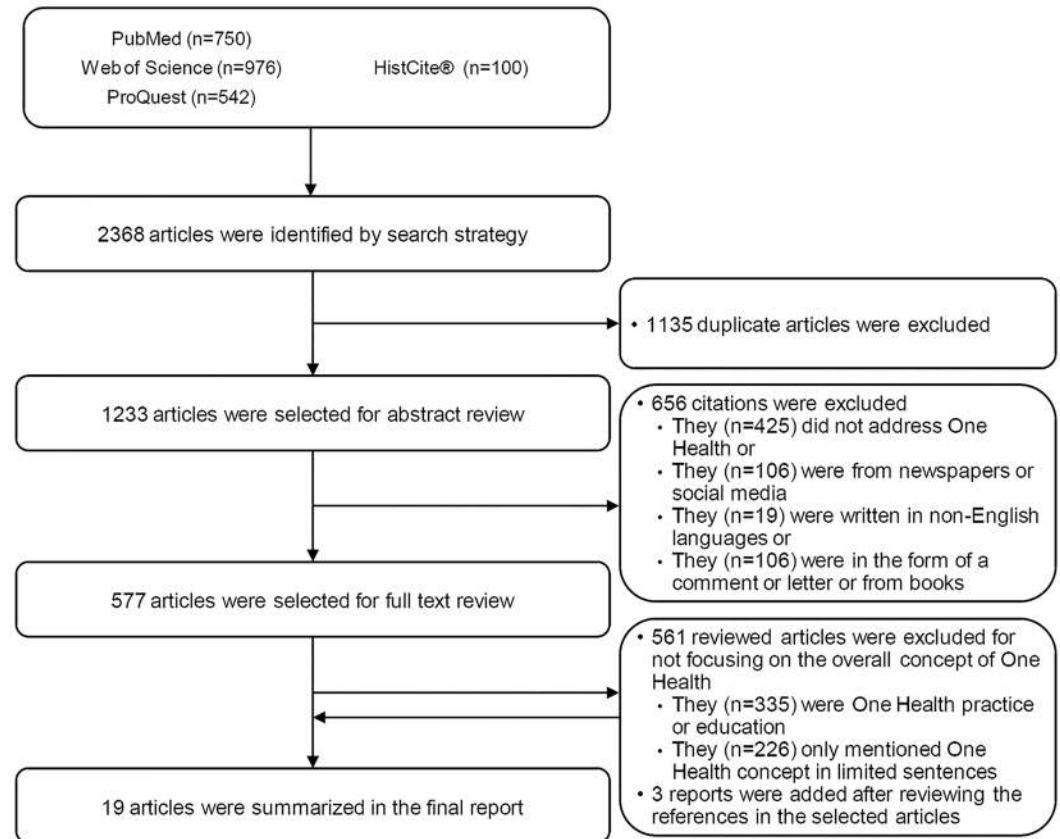 PubMed (n=750)
Web of Science (n=976)
HistCite® (n=100)
ProQuest (n=542)
2368 articles were identified by search strategy
• 1135 duplicate articles were excluded
1233 articles were selected for abstract review
• 656 citations were excluded
• They (n=425) did not address One
Health or
• They (n=106) were from newspapers or
social media
• They (n=19) were written in non-English
languages or
• They (n=106) were in the form of a
comment or letter or from books
577 articles were selected for full text review
• 561 reviewed articles were excluded for
not focusing on the overall concept of One
Health
• They (n=335) were One Health practice
or education
• They (n=226) only mentioned One
Health concept in limited sentences
• 3 reports were added after reviewing the
references in the selected articles
19 articles were summarized in the final report